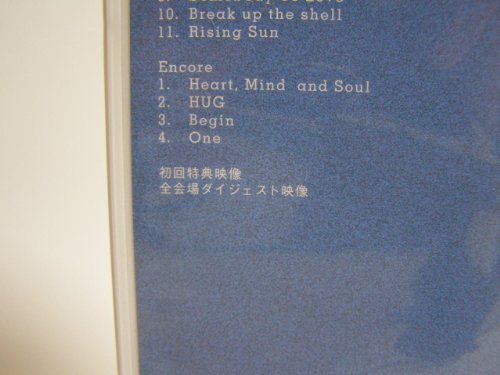 10. Break up the shell
11. Rising Sun
Encore
1. Heart, Mind and Soul
2. HUG
3. Begin
4. One
初回特典映像
全会場ダイジェスト映像